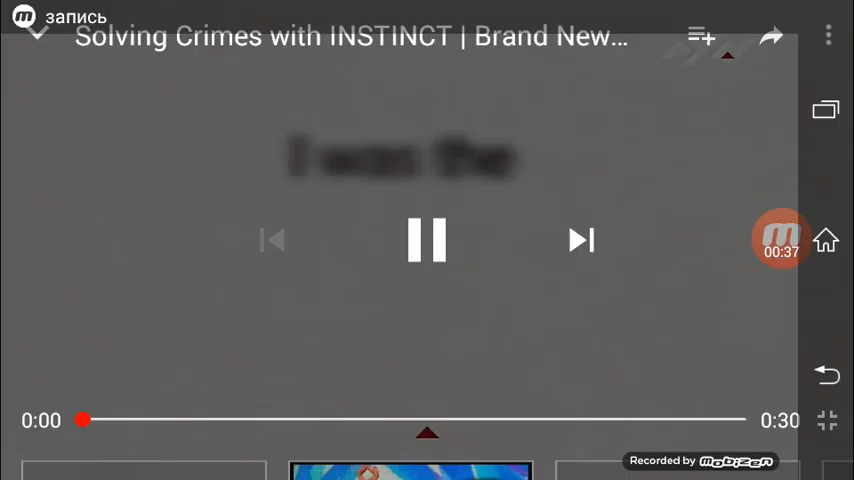 запись
Solving Crimes with INSTINCT | Brand New...
I was the
00:37
0:00
0:30
Recorded by mobizen